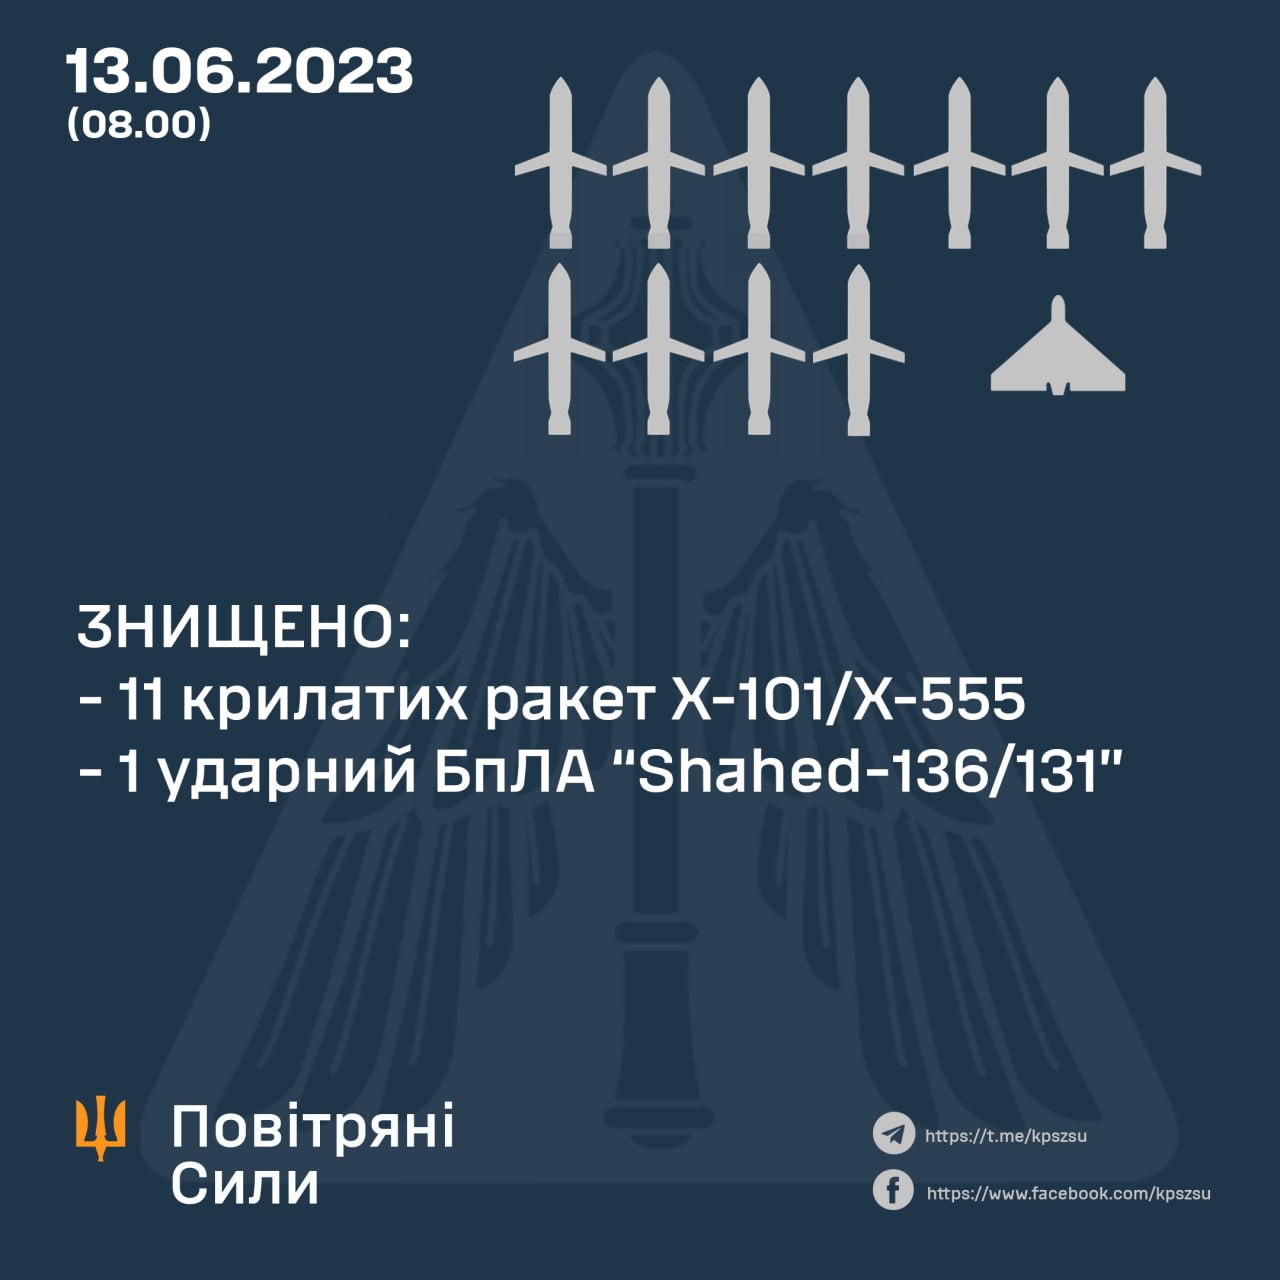 13.06.2023
(08.00)
ЗНИЩЕНО:
- 11 крилатих ракет Х-101/Х-555
- 1 ударний БпЛА “Shahed-136/131”
Повітряні
Сили
https://t.me/kpszsu
https://www.facebook.com/kpszsu